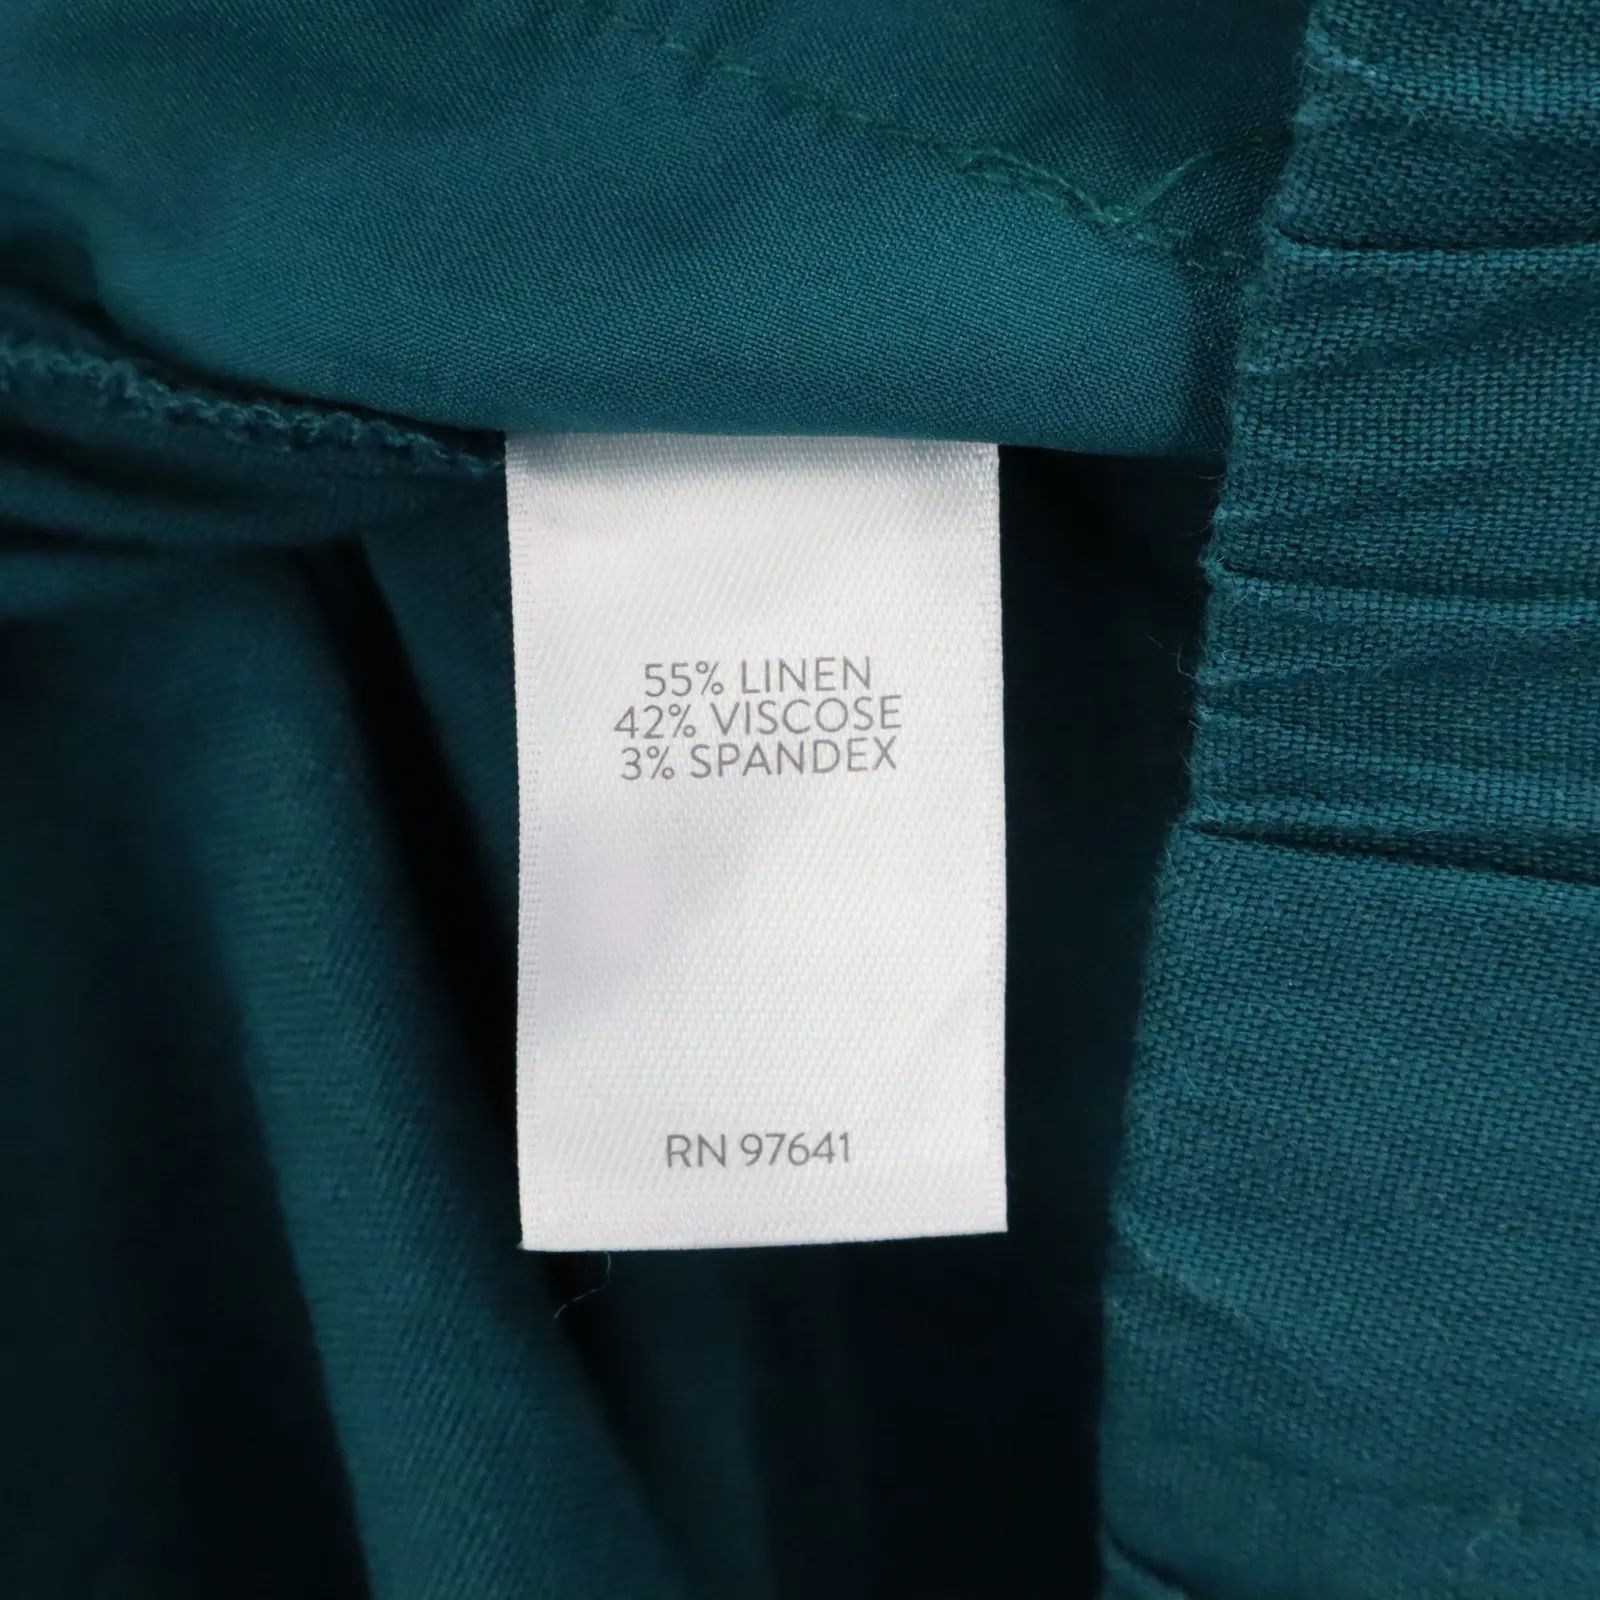 55% LINEN
42% VISCOSE
3% SPANDEX
RN 97641